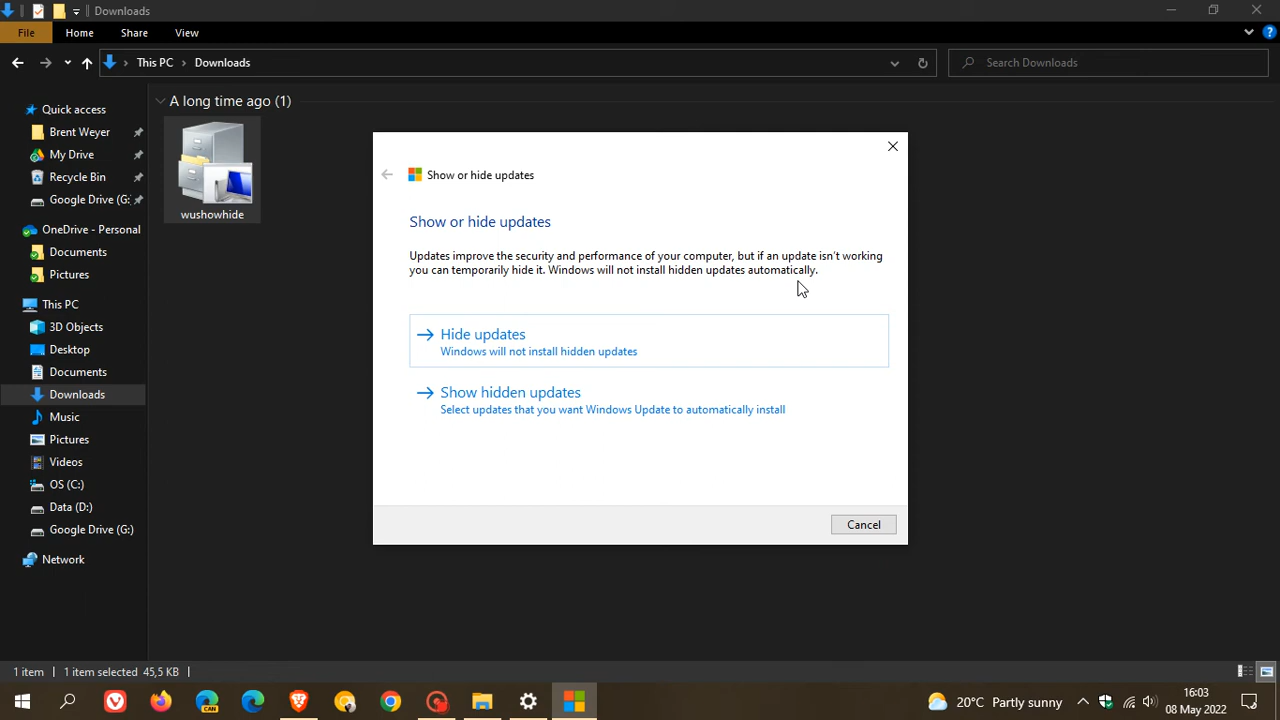 Downloads
File
Home
Share
View
This PC
Downloads
Search Downloads
Quick access
Brent Weyer
My Drive
Recycle Bin
Google Drive (G:
OneDrive - Personal
Documents
Pictures
This PC
3D Objects
Desktop
Documents
Downloads
Music
Pictures
Videos
OS (C:)
Data (D:)
Google Drive (G:)
Network
A long time ago (1)
wushowhide
Show or hide updates
Show or hide updates
Updates improve the security and performance of your computer, but if an update isn't working
you can temporarily hide it. Windows will not install hidden updates automatically.
Hide updates
Windows will not install hidden updates
Show hidden updates
Select updates that you want Windows Update to automatically install
Cancel
1 item
1 item selected 45,5 KB
CAN
20°C Partly sunny
16:03
08 May 2022